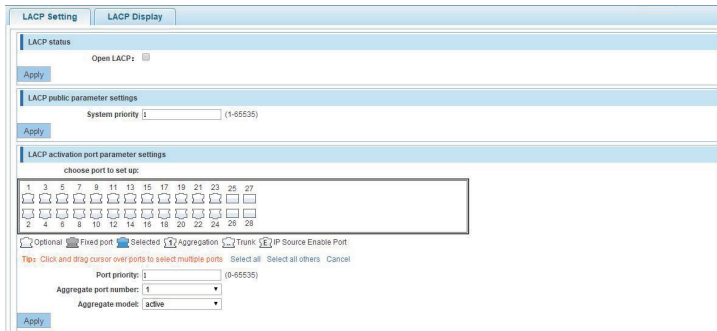 LACP Setting LACP Display
LACP status
Open LACP:
Apply
LACP public parameter settings
System priority 1 (1-65535)
Apply
LACP activation port parameter settings
choose port to set up:
1 3 5 7 9 11 13 15 17 19 21 23 25 27
2 4 6 8 10 12 14 16 18 20 22 24 26 28
Optional Fixed port Selected 1 Aggregation ... Trunk E IP Source Enable Port
Tip: Click and drag cursor over ports to select multiple ports Select all Select all others Cancel
Port priority: 1 (0-65535)
Aggregate port number: 1
Aggregate model: active
Apply